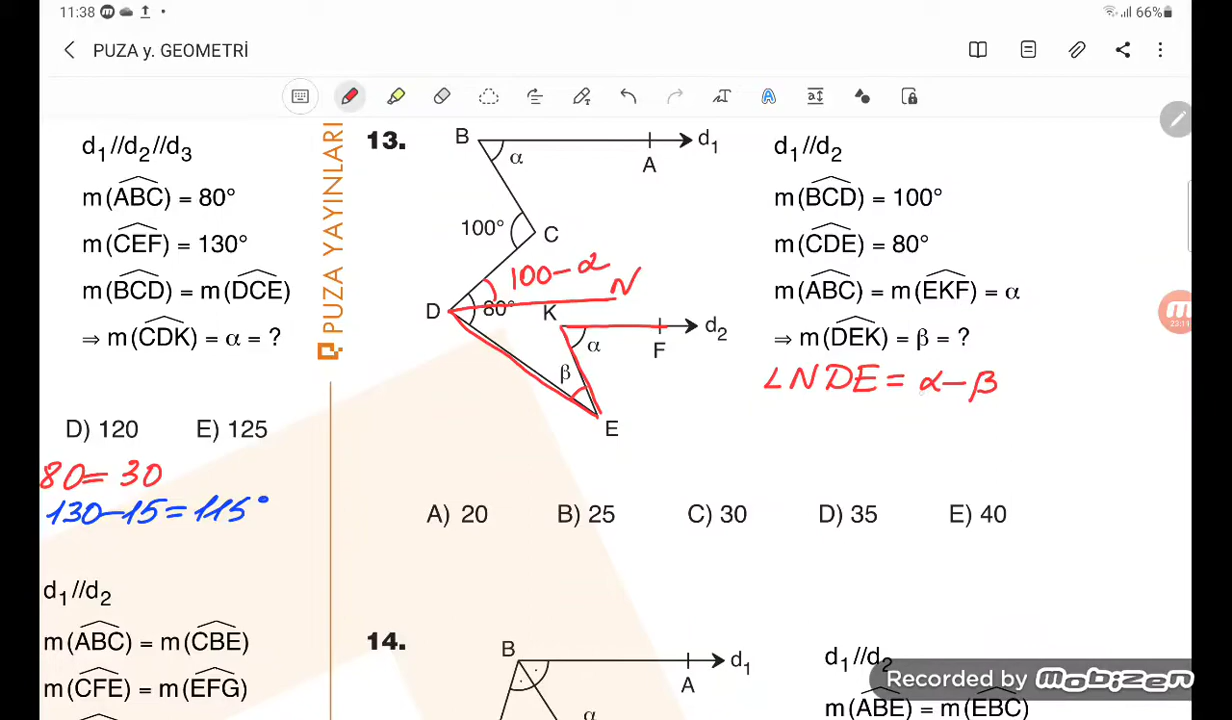 11:38
66%
PUZA y. GEOMETRİ
d1//d2//d3
m(ABC) = 80°
m(CEF) = 130°
m(BCD) = m(DCE)
⇒ m(CDK) = α = ?
D) 120 E) 125
80= 30
130-15=115°
d1//d2
m(ABC) = m(CBE)
m(CFE) = m(EFG)
PUZA YAYINLARI
13.
B
α
A
d1
100°
C
100-α
N
D
80°
K
d2
α
F
β
E
d1//d2
m(BCD) = 100°
m(CDE) = 80°
m(ABC) = m(EKF) = α
⇒ m(DEK) = β = ?
∠NDE= α-β
A) 20 B) 25 C) 30 D) 35 E) 40
14.
B
d1
A
α
d1//d2
m(ABE) = m(EBC)
Recorded by mobizen